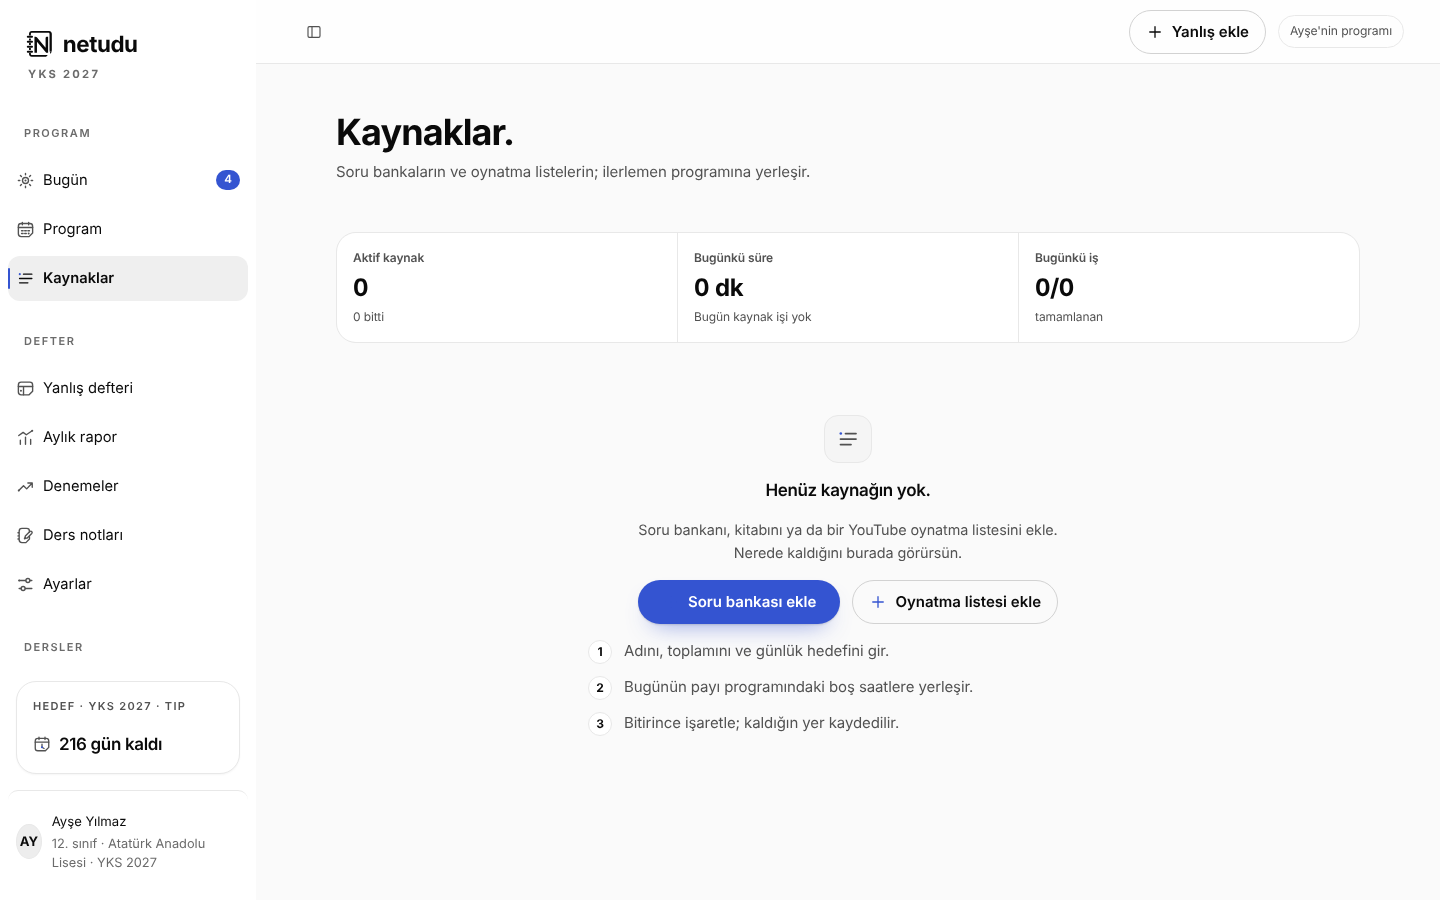 netudu
YKS 2027
PROGRAM
Bugün
4
Program
Kaynaklar
DEFTER
Yanlış defteri
Aylık rapor
Denemeler
Ders notları
Ayarlar
DERSLER
HEDEF · YKS 2027 · TIP
216 gün kaldı
AY
Ayşe Yılmaz
12. sınıf · Atatürk Anadolu
Lisesi · YKS 2027
Yanlış ekle
Ayşe'nin programı
Kaynaklar.
Soru bankaların ve oynatma listelerin; ilerlemen programına yerleşir.
Aktif kaynak
0
0 bitti
Bugünkü süre
0 dk
Bugün kaynak işi yok
Bugünkü iş
0/0
tamamlanan
Henüz kaynağın yok.
Soru bankanı, kitabını ya da bir YouTube oynatma listesini ekle.
Nerede kaldığını burada görürsün.
Soru bankası ekle
Oynatma listesi ekle
1 Adını, toplamını ve günlük hedefini gir.
2 Bugünün payı programındaki boş saatlere yerleşir.
3 Bitirince işaretle; kaldığın yer kaydedilir.